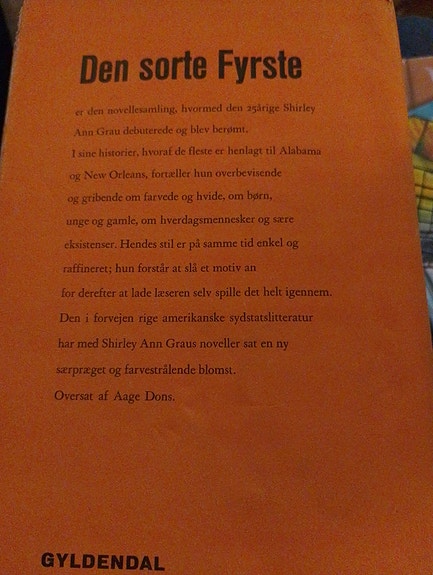 Den sorte Fyrste
er den novellesamling, hvormed den 25årige Shirley
Ann Grau debuterede og blev berømt.
I sine historier, hvoraf de fleste er henlagt til Alabama
og New Orleans, fortæller hun overbevisende
og gribende om farvede og hvide, om børn,
unge og gamle, om hverdagsmennesker og sære
eksistenser. Hendes stil er på samme tid enkel og
raffineret; hun forstår at slå et motiv an
for derefter at lade læseren selv spille det helt igennem.
Den i forvejen rige amerikanske sydstatslitteratur
har med Shirley Ann Graus noveller sat en ny
særpræget og farvestrålende blomst.
Oversat af Aage Dons.
GYLDENDAL